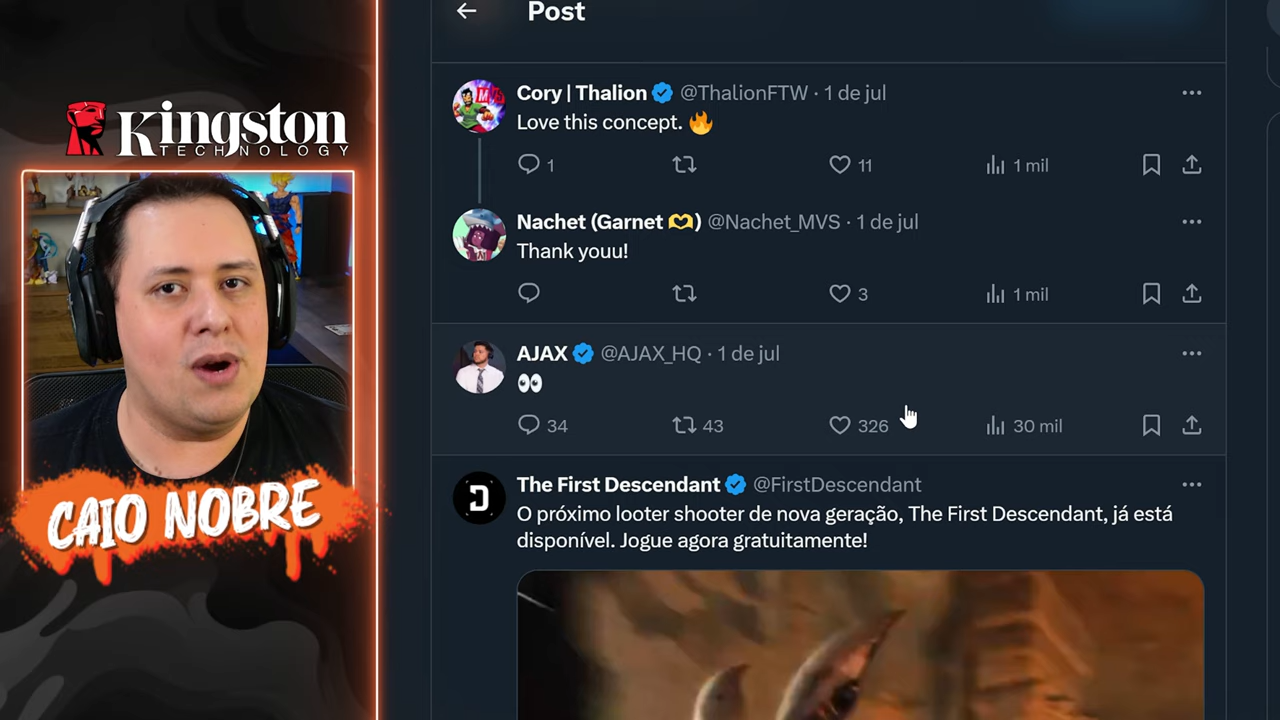 Kingston
TECHNOLOGY
CAIO NOBRE
Post
Cory | Thalion @ThalionFTW · 1 de jul
Love this concept. 🔥
1 11 1 mil
Nachet (Garnet 🫶) @Nachet_MVS · 1 de jul
Thank youu!
3 1 mil
AJAX @AJAX_HQ · 1 de jul
👀
34 43 326 30 mil
The First Descendant @FirstDescendant
O próximo looter shooter de nova geração, The First Descendant, já está
disponível. Jogue agora gratuitamente!